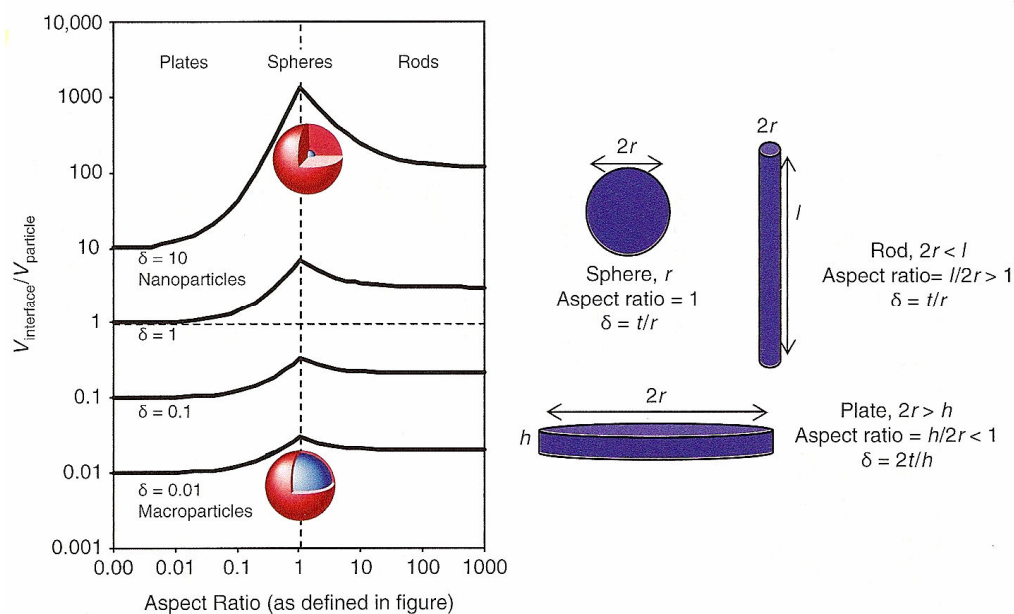 10,000
1000
100
10
1
0.1
0.01
0.001
V interface/V particle
Plates
Spheres
Rods
δ = 10
Nanoparticles
δ = 1
δ = 0.1
δ = 0.01
Macroparticles
0.00
0.01
0.1
1
10
100
1000
Aspect Ratio (as defined in figure)
2r
Sphere, r
Aspect ratio = 1
δ = t/r
2r
l
Rod, 2r < l
Aspect ratio= l/2r > 1
δ = t/r
2r
h
Plate, 2r > h
Aspect ratio = h/2r < 1
δ = 2t/h